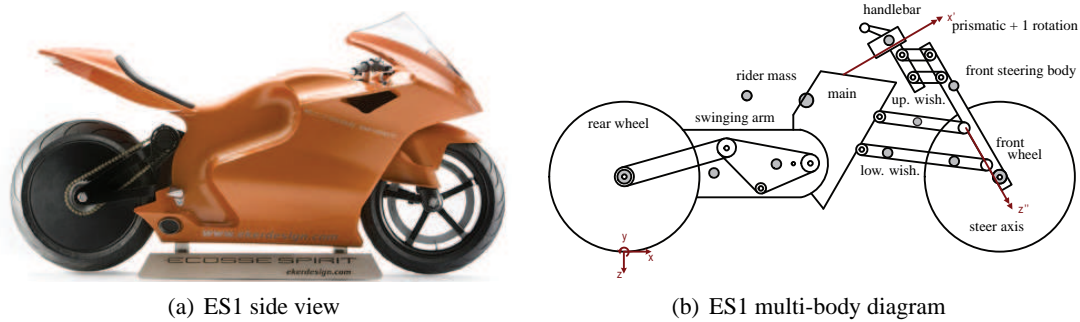 handlebar
x'
prismatic + 1 rotation
front steering body
rider mass
main
up. wish.
rear wheel
swinging arm
front
wheel
low. wish.
z''
steer axis
y
x
z
ECOSSE SPIRIT
ekerdesign.com
(a) ES1 side view
(b) ES1 multi-body diagram